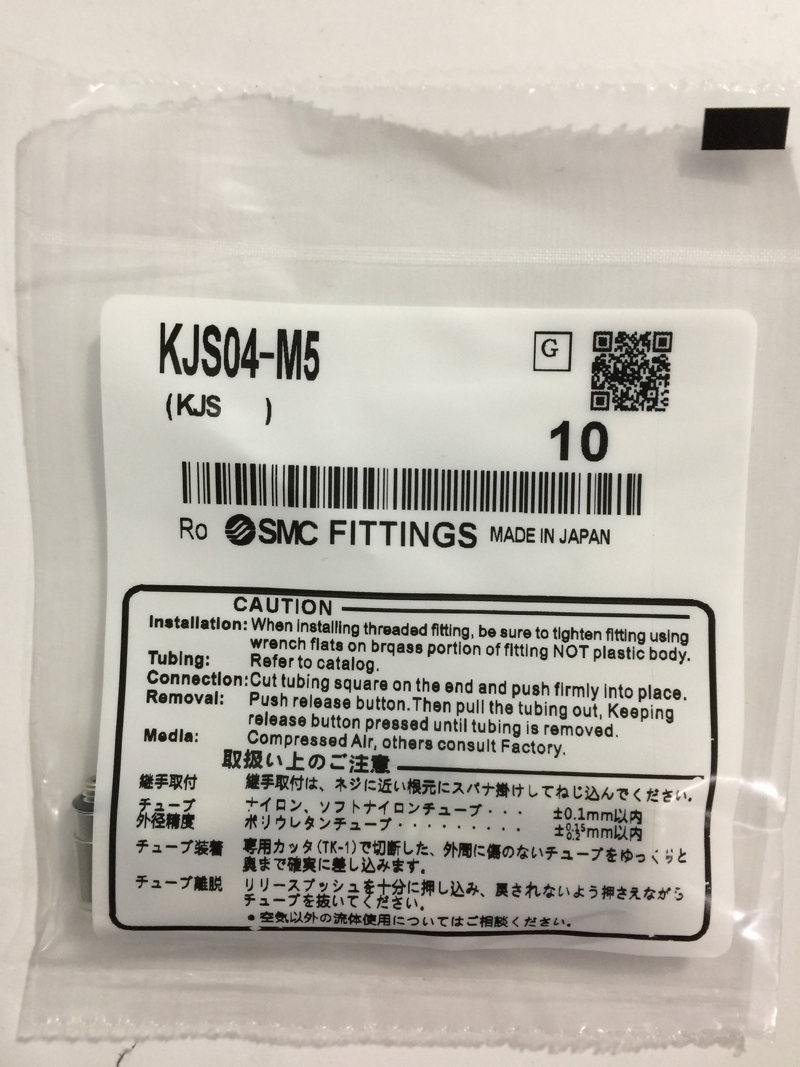 KJS04-M5
G
(KJS )
10
Ro SMC FITTINGS MADE IN JAPAN
CAUTION
Installation: When installing threaded fitting, be sure to tighten fitting using
wrench flats on brqass portion of fitting NOT plastic body.
Tubing: Refer to catalog.
Connection: Cut tubing square on the end and push firmly into place.
Removal: Push release button. Then pull the tubing out, Keeping
release button pressed until tubing is removed.
Media: Compressed Air, others consult Factory.
取扱い上のご注意
継手取付 継手取付は、ネジに近い根元にスパナ掛けしてねじ込んでください。
チューブ ナイロン、ソフトナイロンチューブ・・・ ±0.1mm以内
外径精度 ポリウレタンチューブ・・・・・・・・・ ±0.15 0.2mm以内
チューブ装着 専用カッタ(TK-1)で切断した、外周に傷のないチューブをゆっくりと
奥まで確実に差し込みます。
チューブ離脱 リリースプッシュを十分に押し込み、戻されないよう押さえながら
チューブを抜いてください。
●空気以外の流体使用についてはご相談ください。